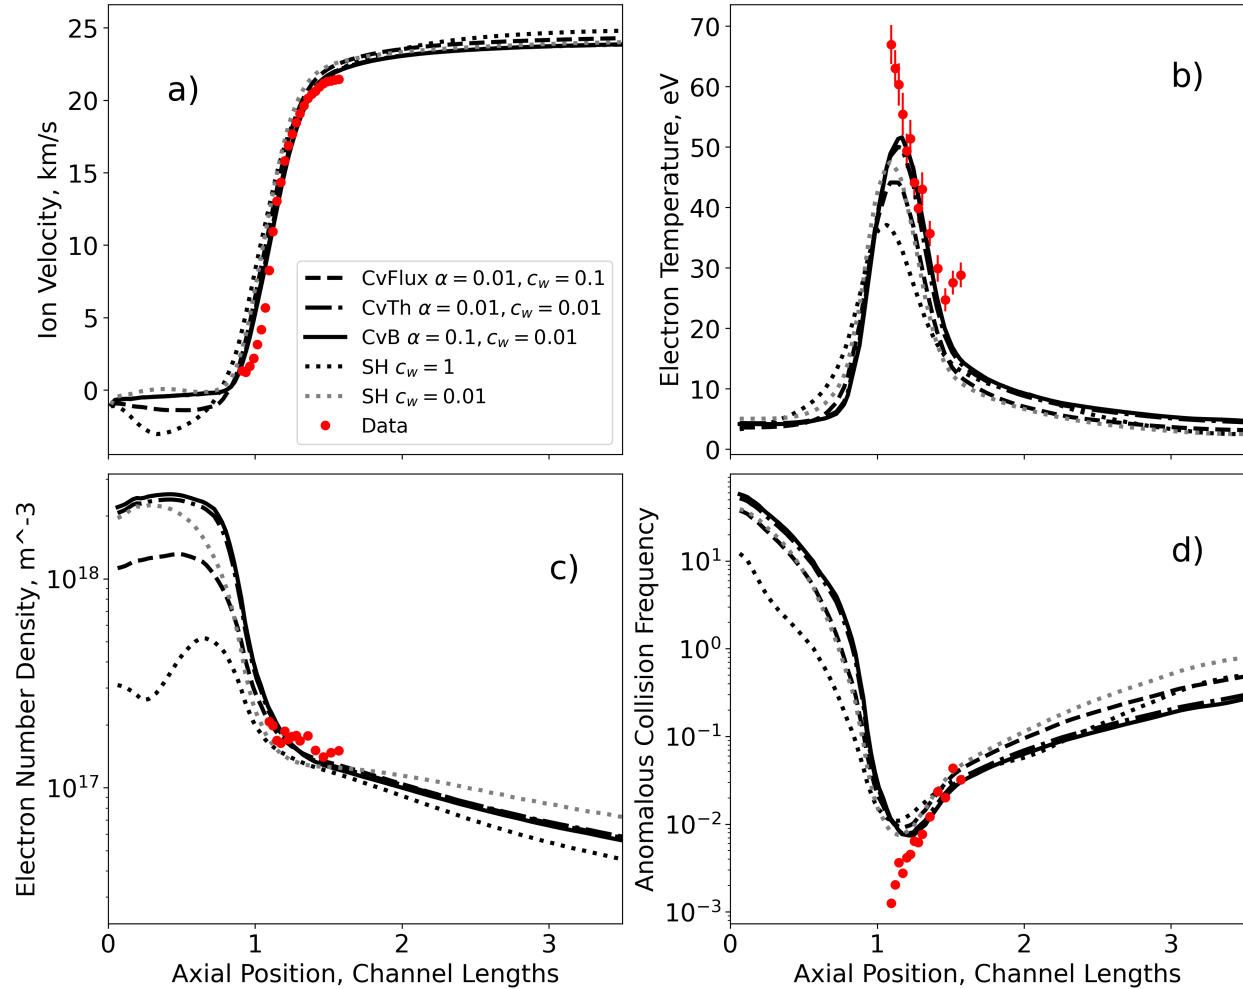 25
20
15
10
5
0
Ion Velocity, km/s
a)
CvFlux α = 0.01, c_w = 0.1
CvTh α = 0.01, c_w = 0.01
CvB α = 0.1, c_w = 0.01
SH c_w = 1
SH c_w = 0.01
Data
70
60
50
40
30
20
10
0
Electron Temperature, eV
b)
10^18
10^17
Electron Number Density, m^-3
c)
0
1
2
3
Axial Position, Channel Lengths
10^1
10^0
10^−1
10^−2
10^−3
Anomalous Collision Frequency
d)
0
1
2
3
Axial Position, Channel Lengths